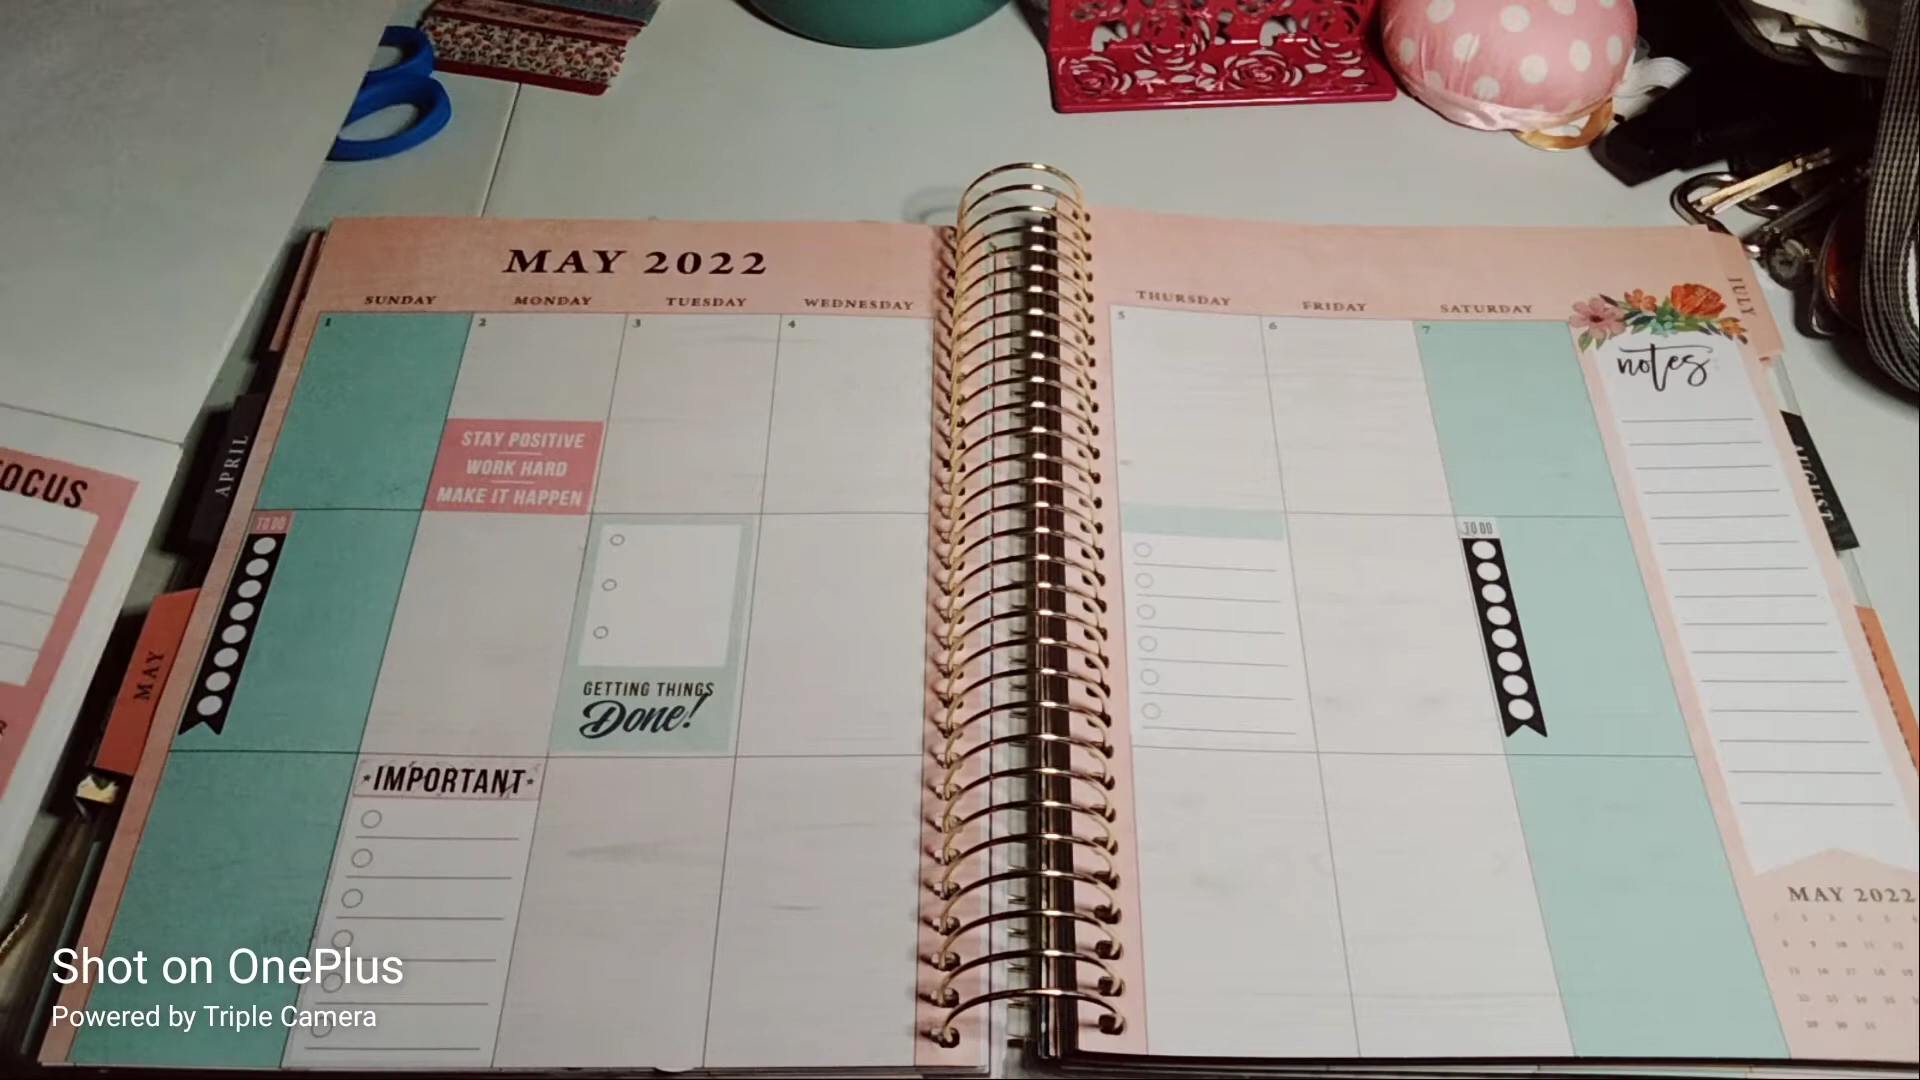 MAY 2022
SUNDAY
MONDAY
TUESDAY
WEDNESDAY
THURSDAY
FRIDAY
SATURDAY
JULY
1
2
3
4
5
6
7
notes
STAY POSITIVE
WORK HARD
MAKE IT HAPPEN
APRIL
AUGUST
OCUS
TO DO
TO DO
MAY
GETTING THINGS
Done!
*IMPORTANT*
MAY 2022
Shot on OnePlus
Powered by Triple Camera